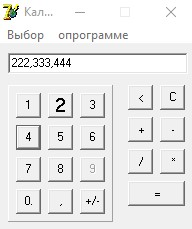 Кал...
Выбор опрограмме
222,333,444
1 2 3 < C
4 5 6 + -
7 8 9 / *
0. , +/- =